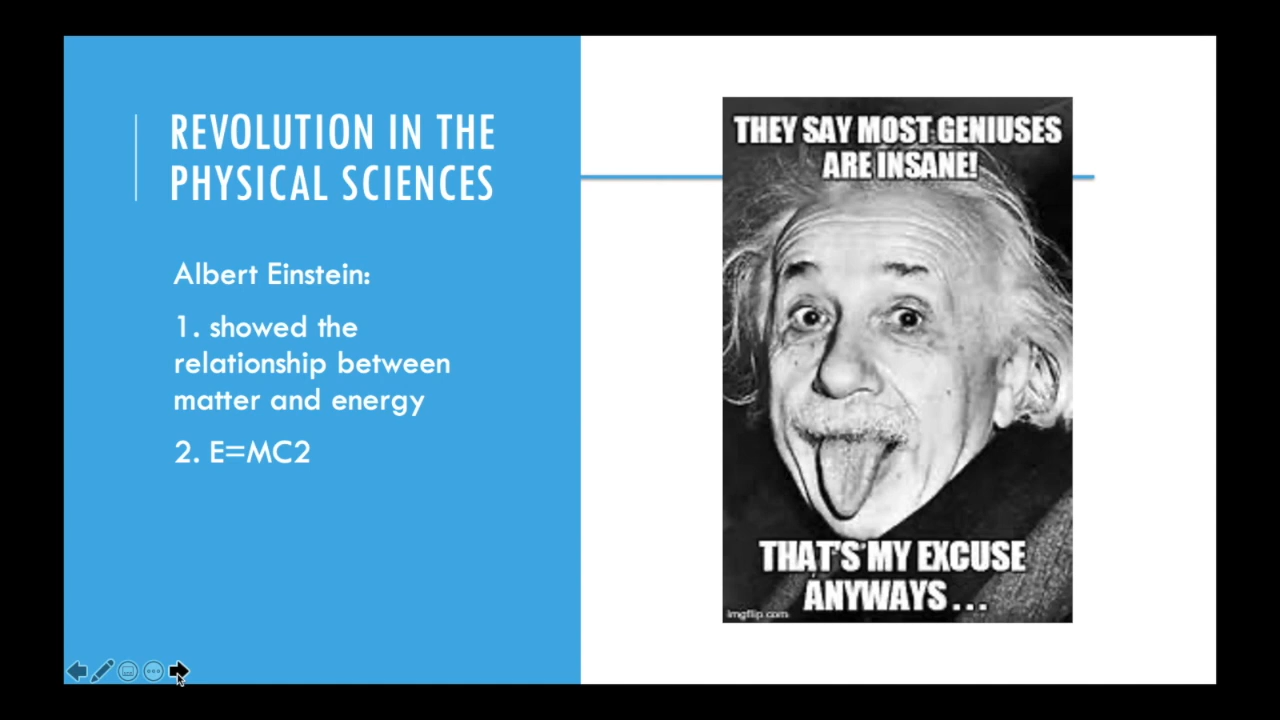 REVOLUTION IN THE
PHYSICAL SCIENCES
Albert Einstein:
1. showed the
relationship between
matter and energy
2. E=MC2
THEY SAY MOST GENIUSES
ARE INSANE!
THAT'S MY EXCUSE
ANYWAYS . . .
imgflip.com